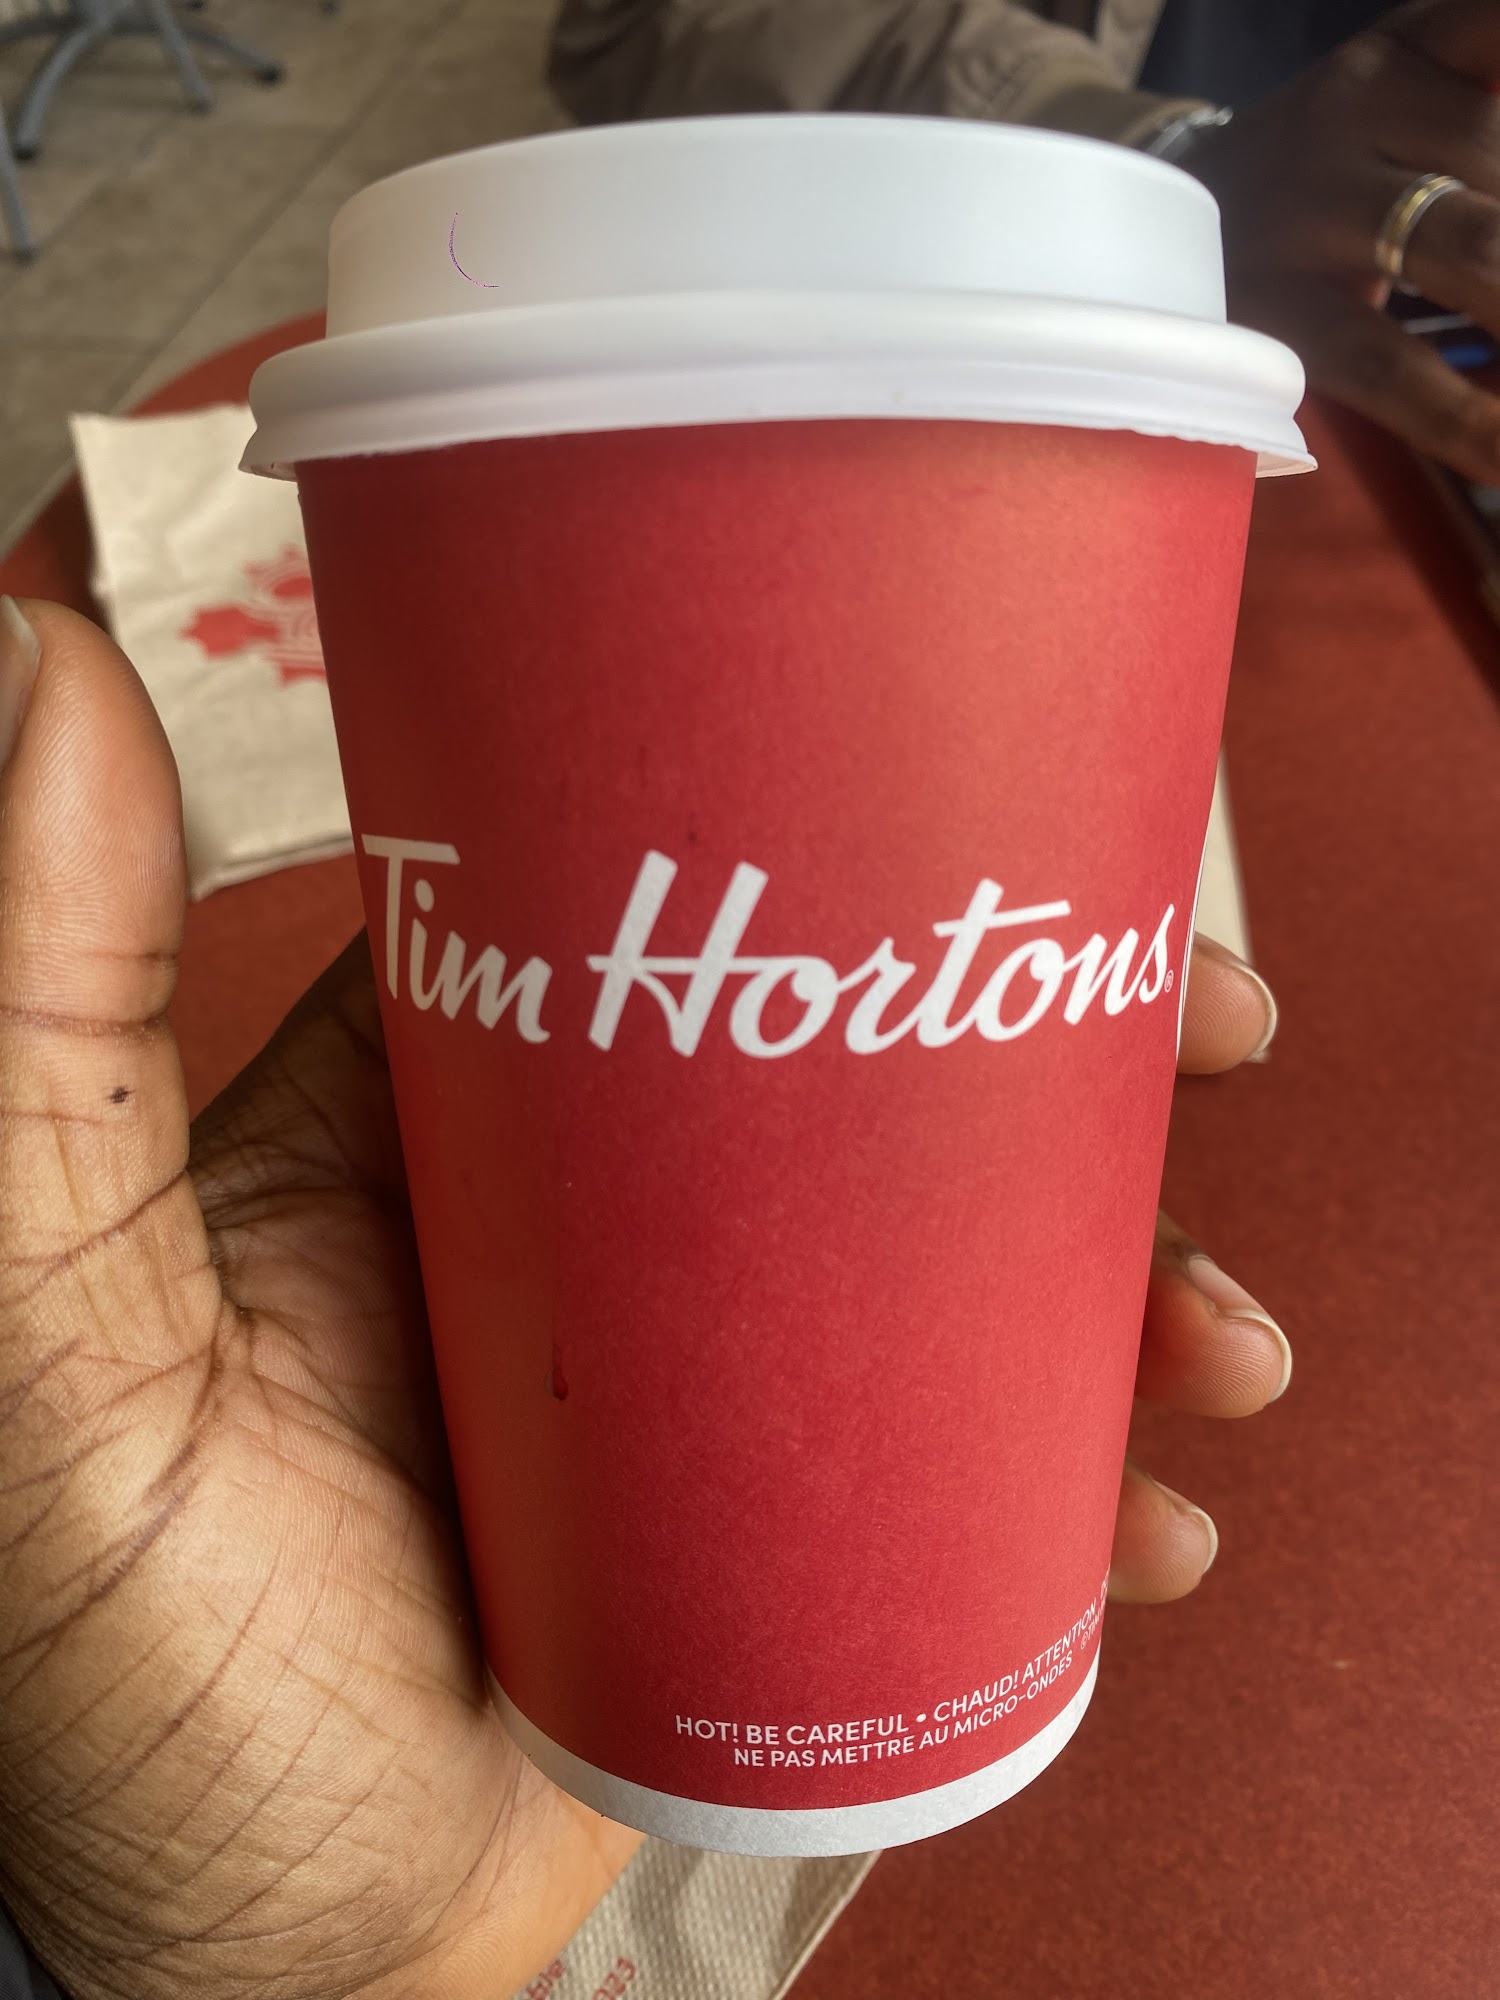 Tim Hortons®
HOT! BE CAREFUL • CHAUD! ATTENTION
NE PAS METTRE AU MICRO-ONDES